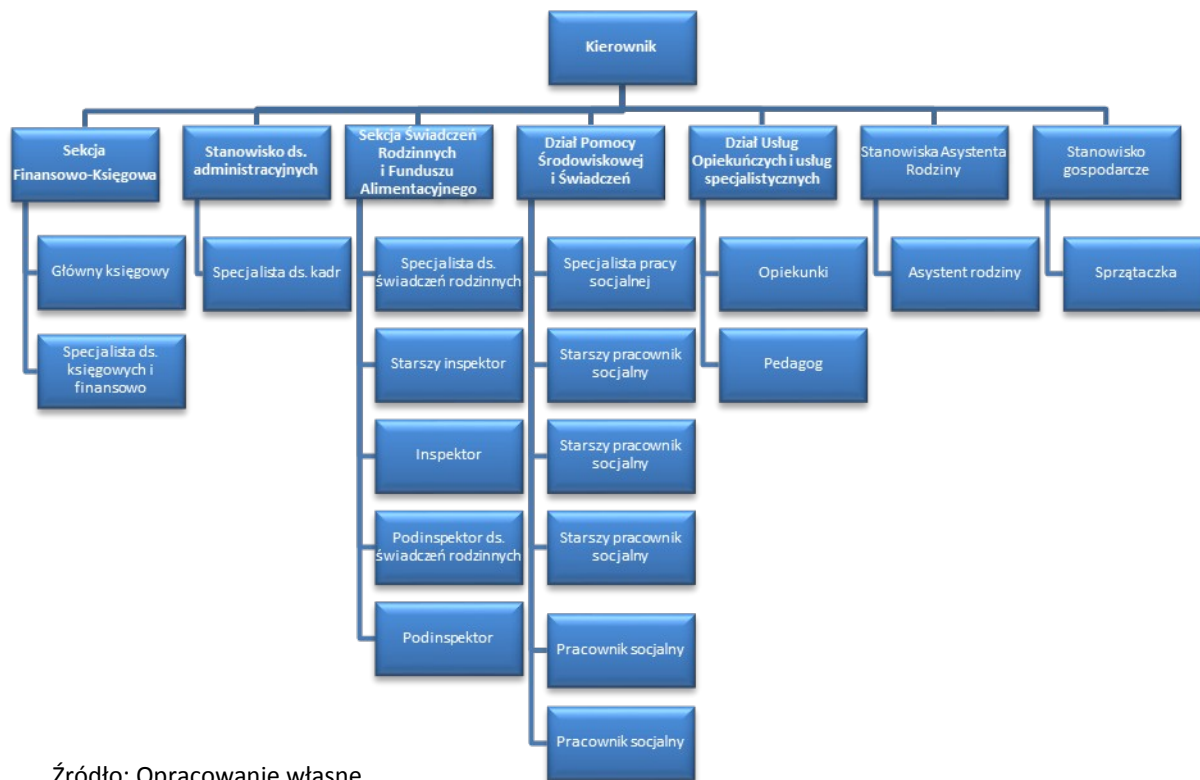 Kierownik
Sekcja
Finansowo-Księgowa
Stanowisko ds.
administracyjnych
Sekcja Świadczeń
Rodzinnych
i Funduszu
Alimentacyjnego
Dział Pomocy
Środowiskowej
i Świadczeń
Dział Usług
Opiekuńczych i usług
specjalistycznych
Stanowiska Asystenta
Rodziny
Stanowisko
gospodarcze
Główny księgowy
Specjalista ds.
księgowych i
finansowo
Specjalista ds. kadr
Specjalista ds.
świadczeń rodzinnych
Starszy inspektor
Inspektor
Podinspektor ds.
świadczeń rodzinnych
Podinspektor
Specjalista pracy
socjalnej
Starszy pracownik
socjalny
Starszy pracownik
socjalny
Starszy pracownik
socjalny
Pracownik socjalny
Pracownik socjalny
Opiekunki
Pedagog
Asystent rodziny
Sprzątaczka
Źródło: Opracowanie własne